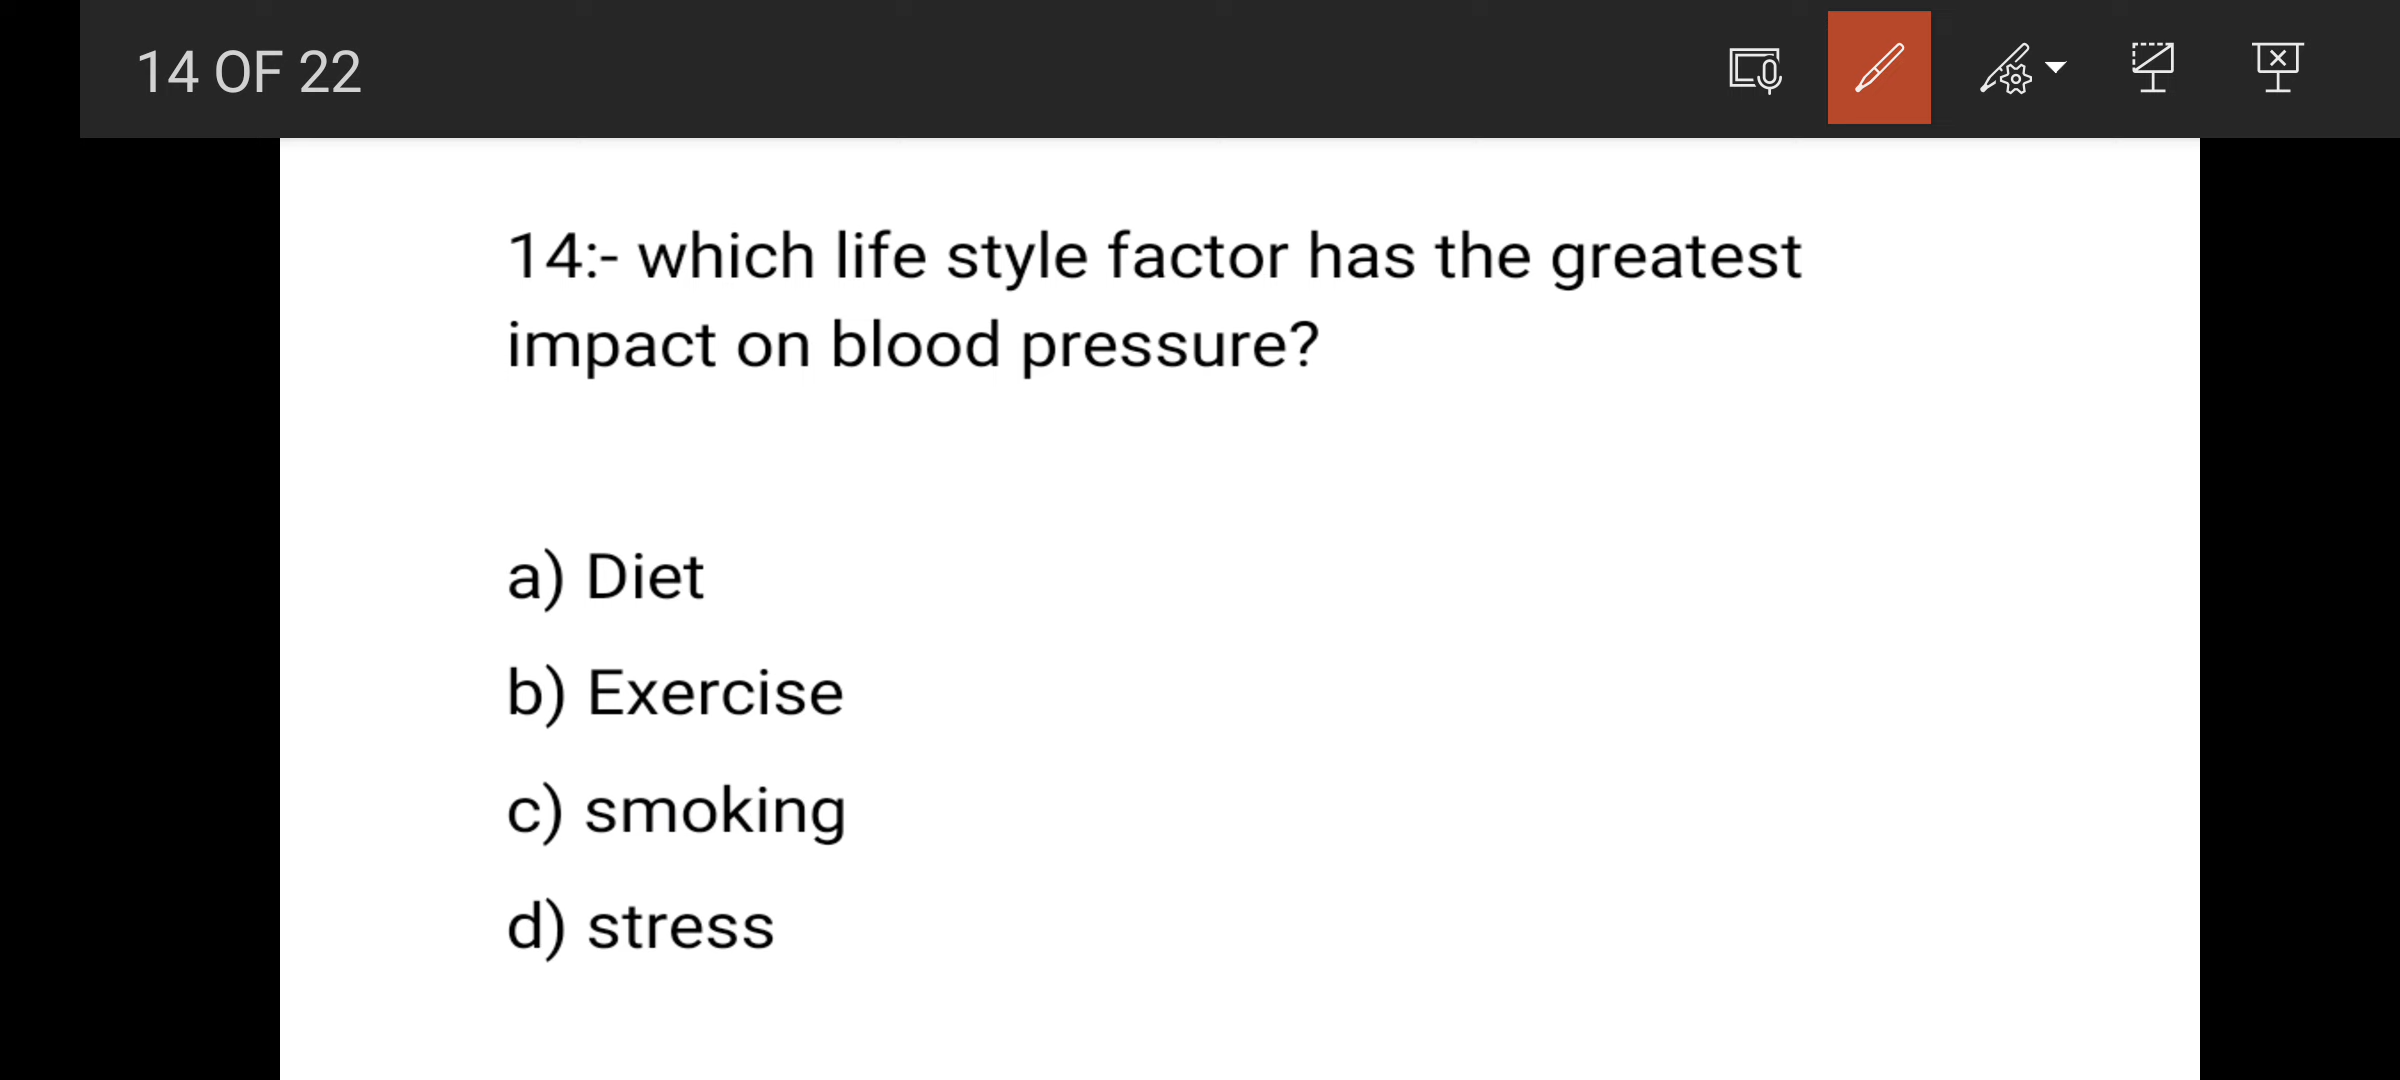 14 OF 22
14:- which life style factor has the greatest
impact on blood pressure?
a) Diet
b) Exercise
c) smoking
d) stress